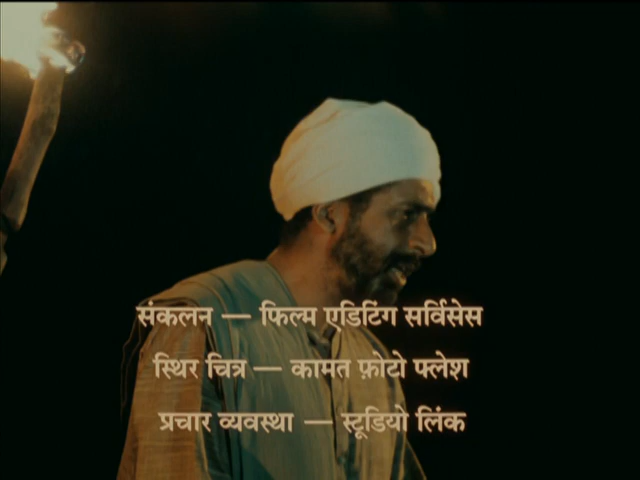 संकलन — फिल्म एडिटिंग सर्विसेस
स्थिर चित्र — कामत फ़ोटो फ्लेश
प्रचार व्यवस्था — स्टूडियो लिंक